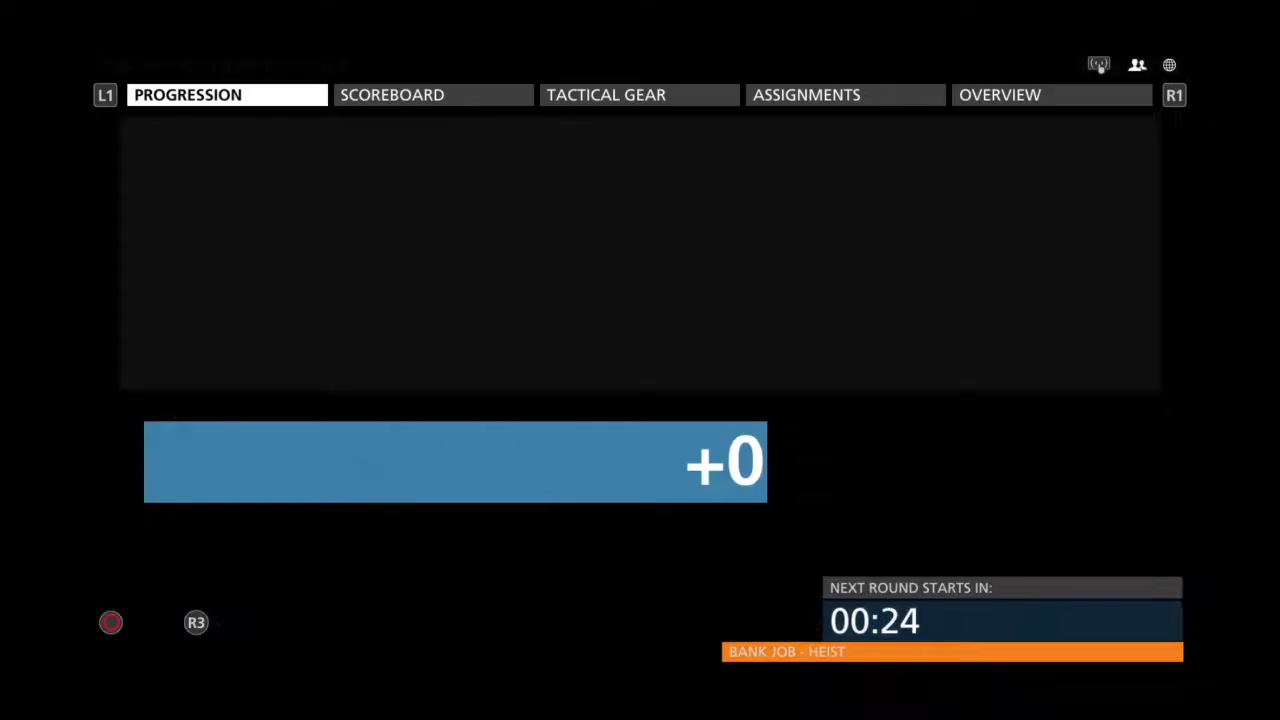 L1 PROGRESSION SCOREBOARD TACTICAL GEAR ASSIGNMENTS OVERVIEW R1
+0
NEXT ROUND STARTS IN:
00:24
R3
BANK JOB - HEIST